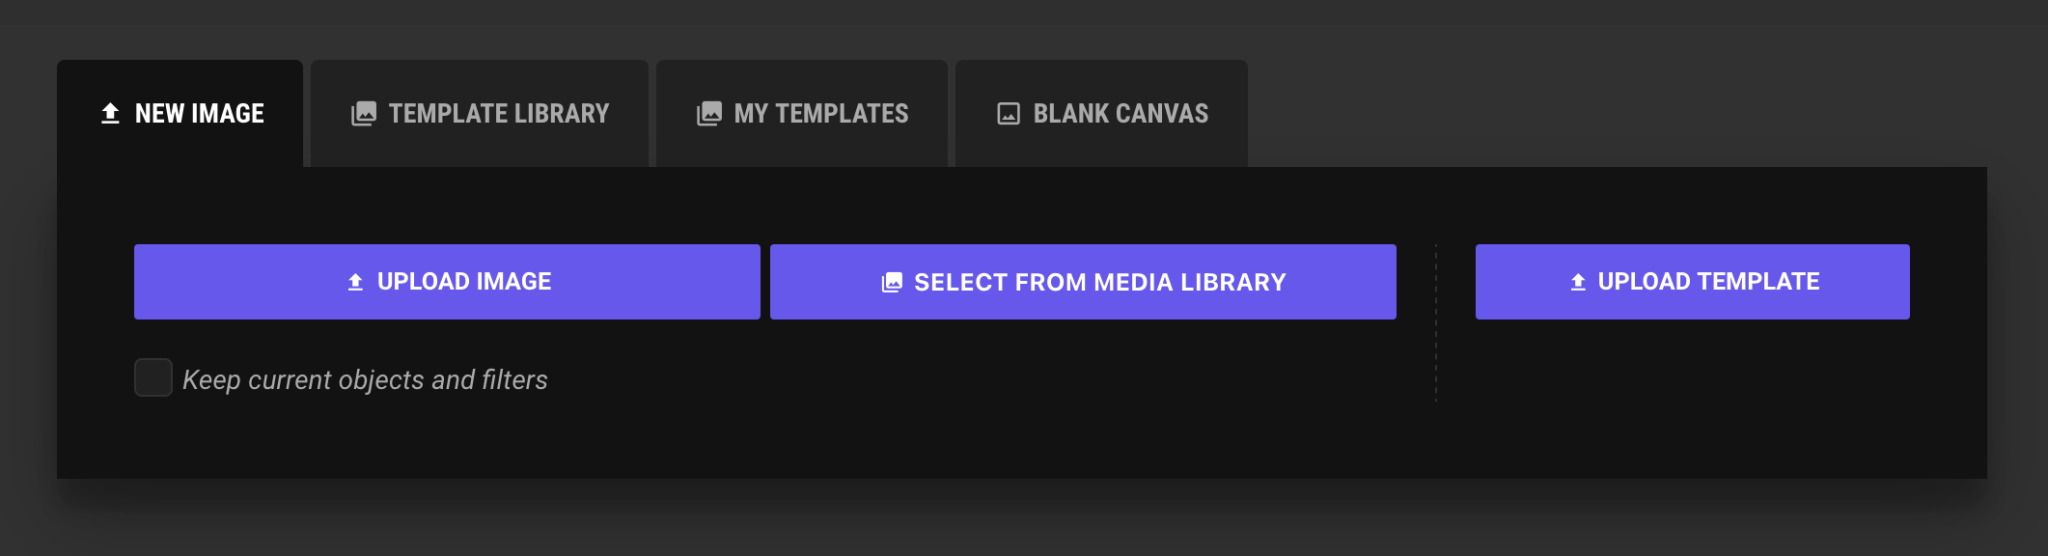 NEW IMAGE
TEMPLATE LIBRARY
MY TEMPLATES
BLANK CANVAS
UPLOAD IMAGE
SELECT FROM MEDIA LIBRARY
UPLOAD TEMPLATE
Keep current objects and filters